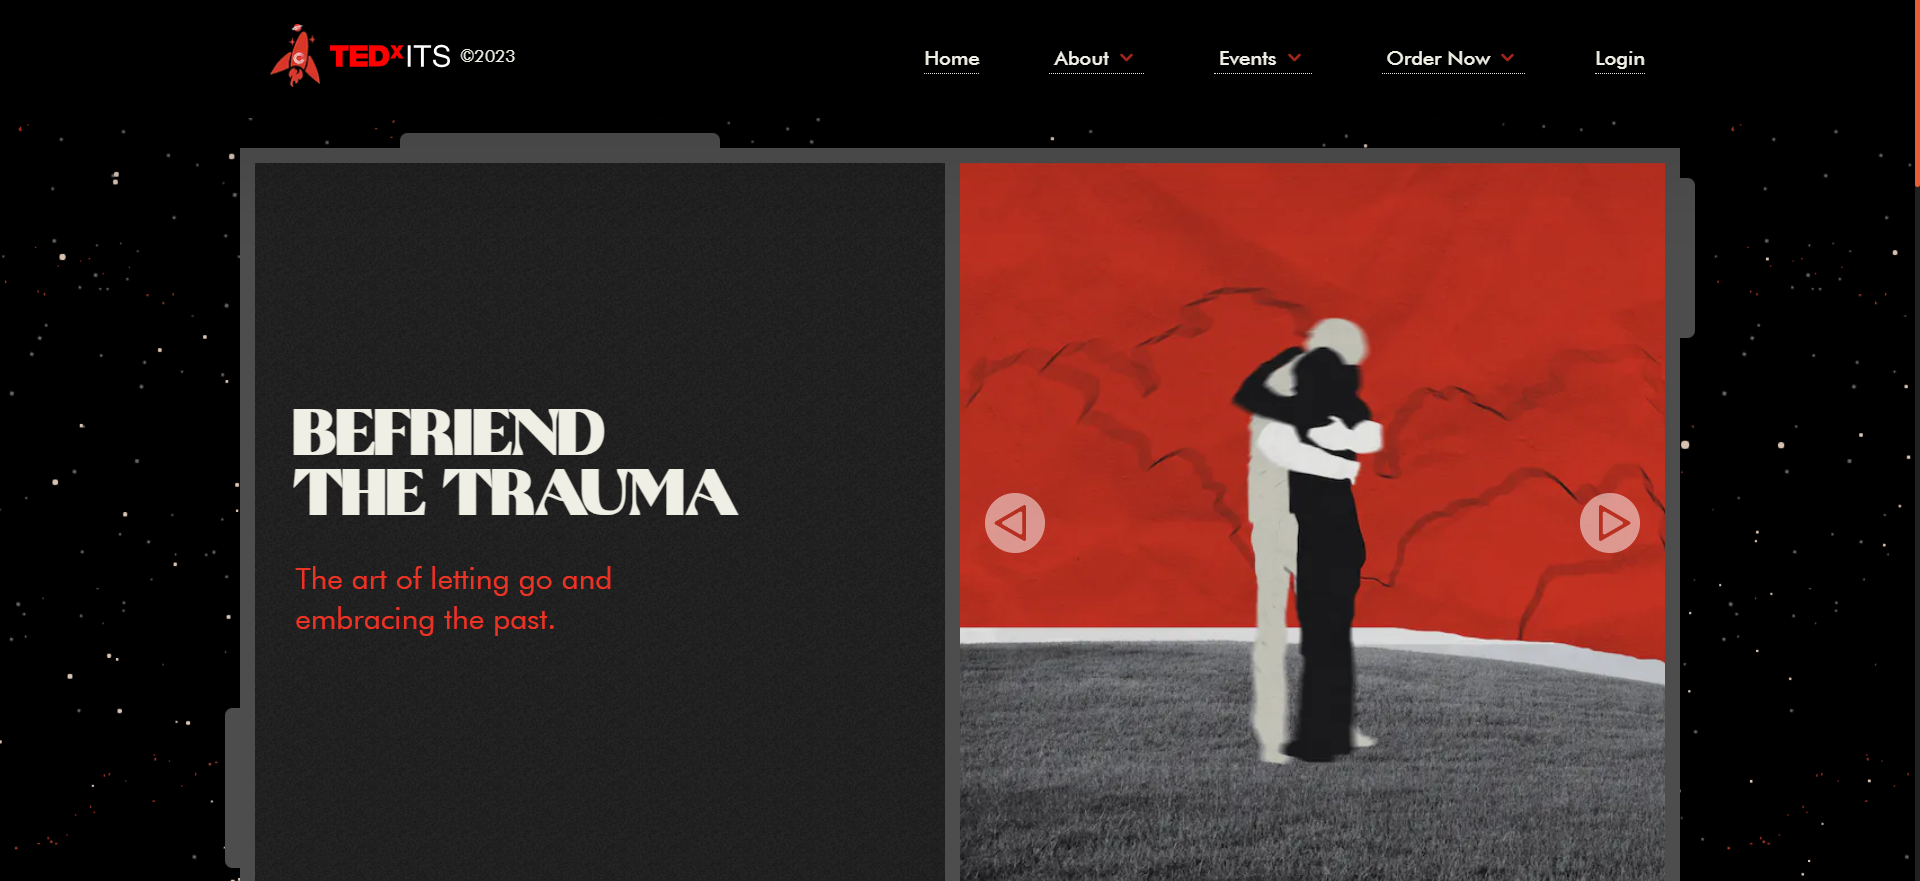 TEDxITS ©2023
Home About Events Order Now Login
BEFRIEND
THE TRAUMA
The art of letting go and
embracing the past.